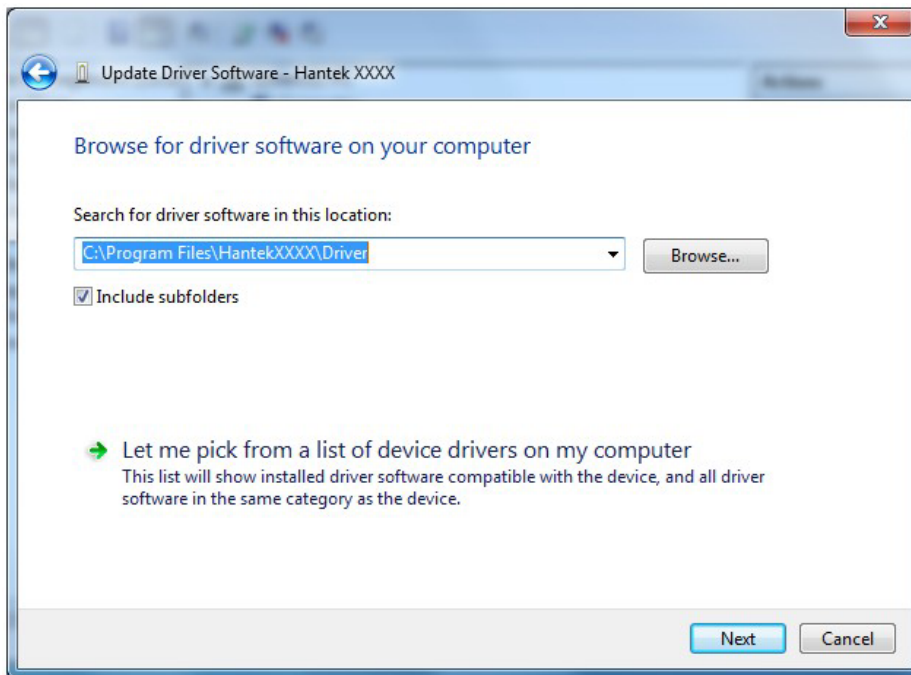 Update Driver Software - Hantek XXXX
Browse for driver software on your computer
Search for driver software in this location:
C:\Program Files\HantekXXXX\Driver
Browse...
Include subfolders
Let me pick from a list of device drivers on my computer
This list will show installed driver software compatible with the device, and all driver
software in the same category as the device.
Next
Cancel